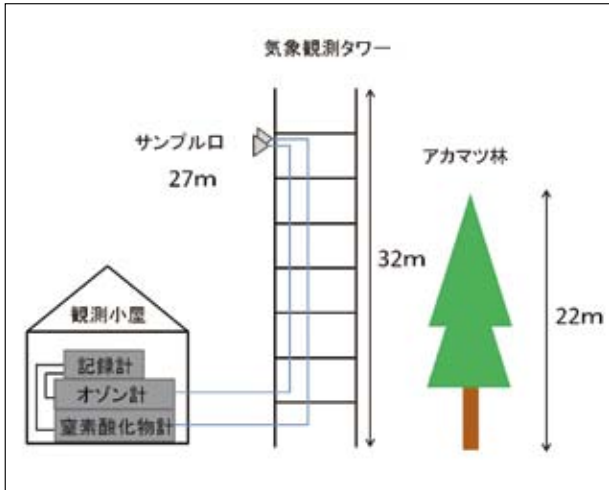 気象観測タワー
サンプル口
27m
アカマツ林
32m
22m
観測小屋
記録計
オゾン計
窒素酸化物計